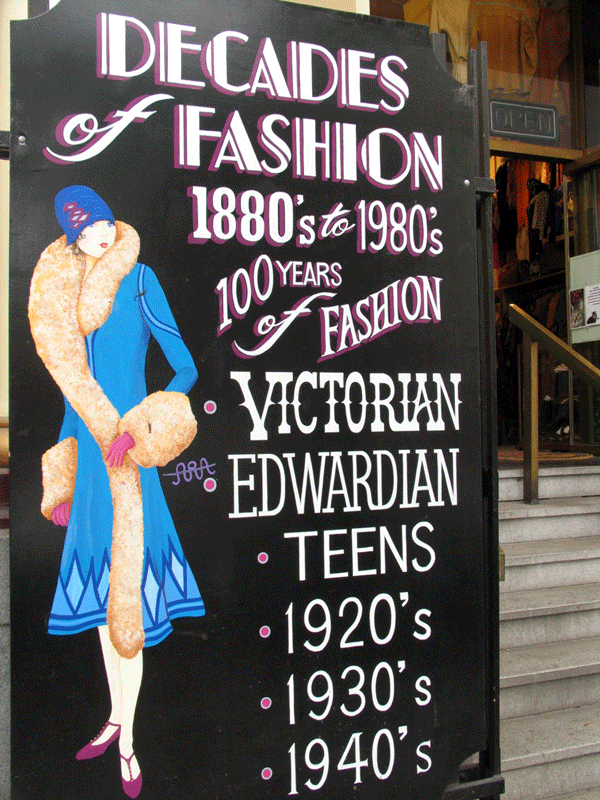 DECADES
of FASHION
1880's to 1980's
100 YEARS
of FASHION
• VICTORIAN
• EDWARDIAN
• TEENS
• 1920's
• 1930's
• 1940's
OPEN